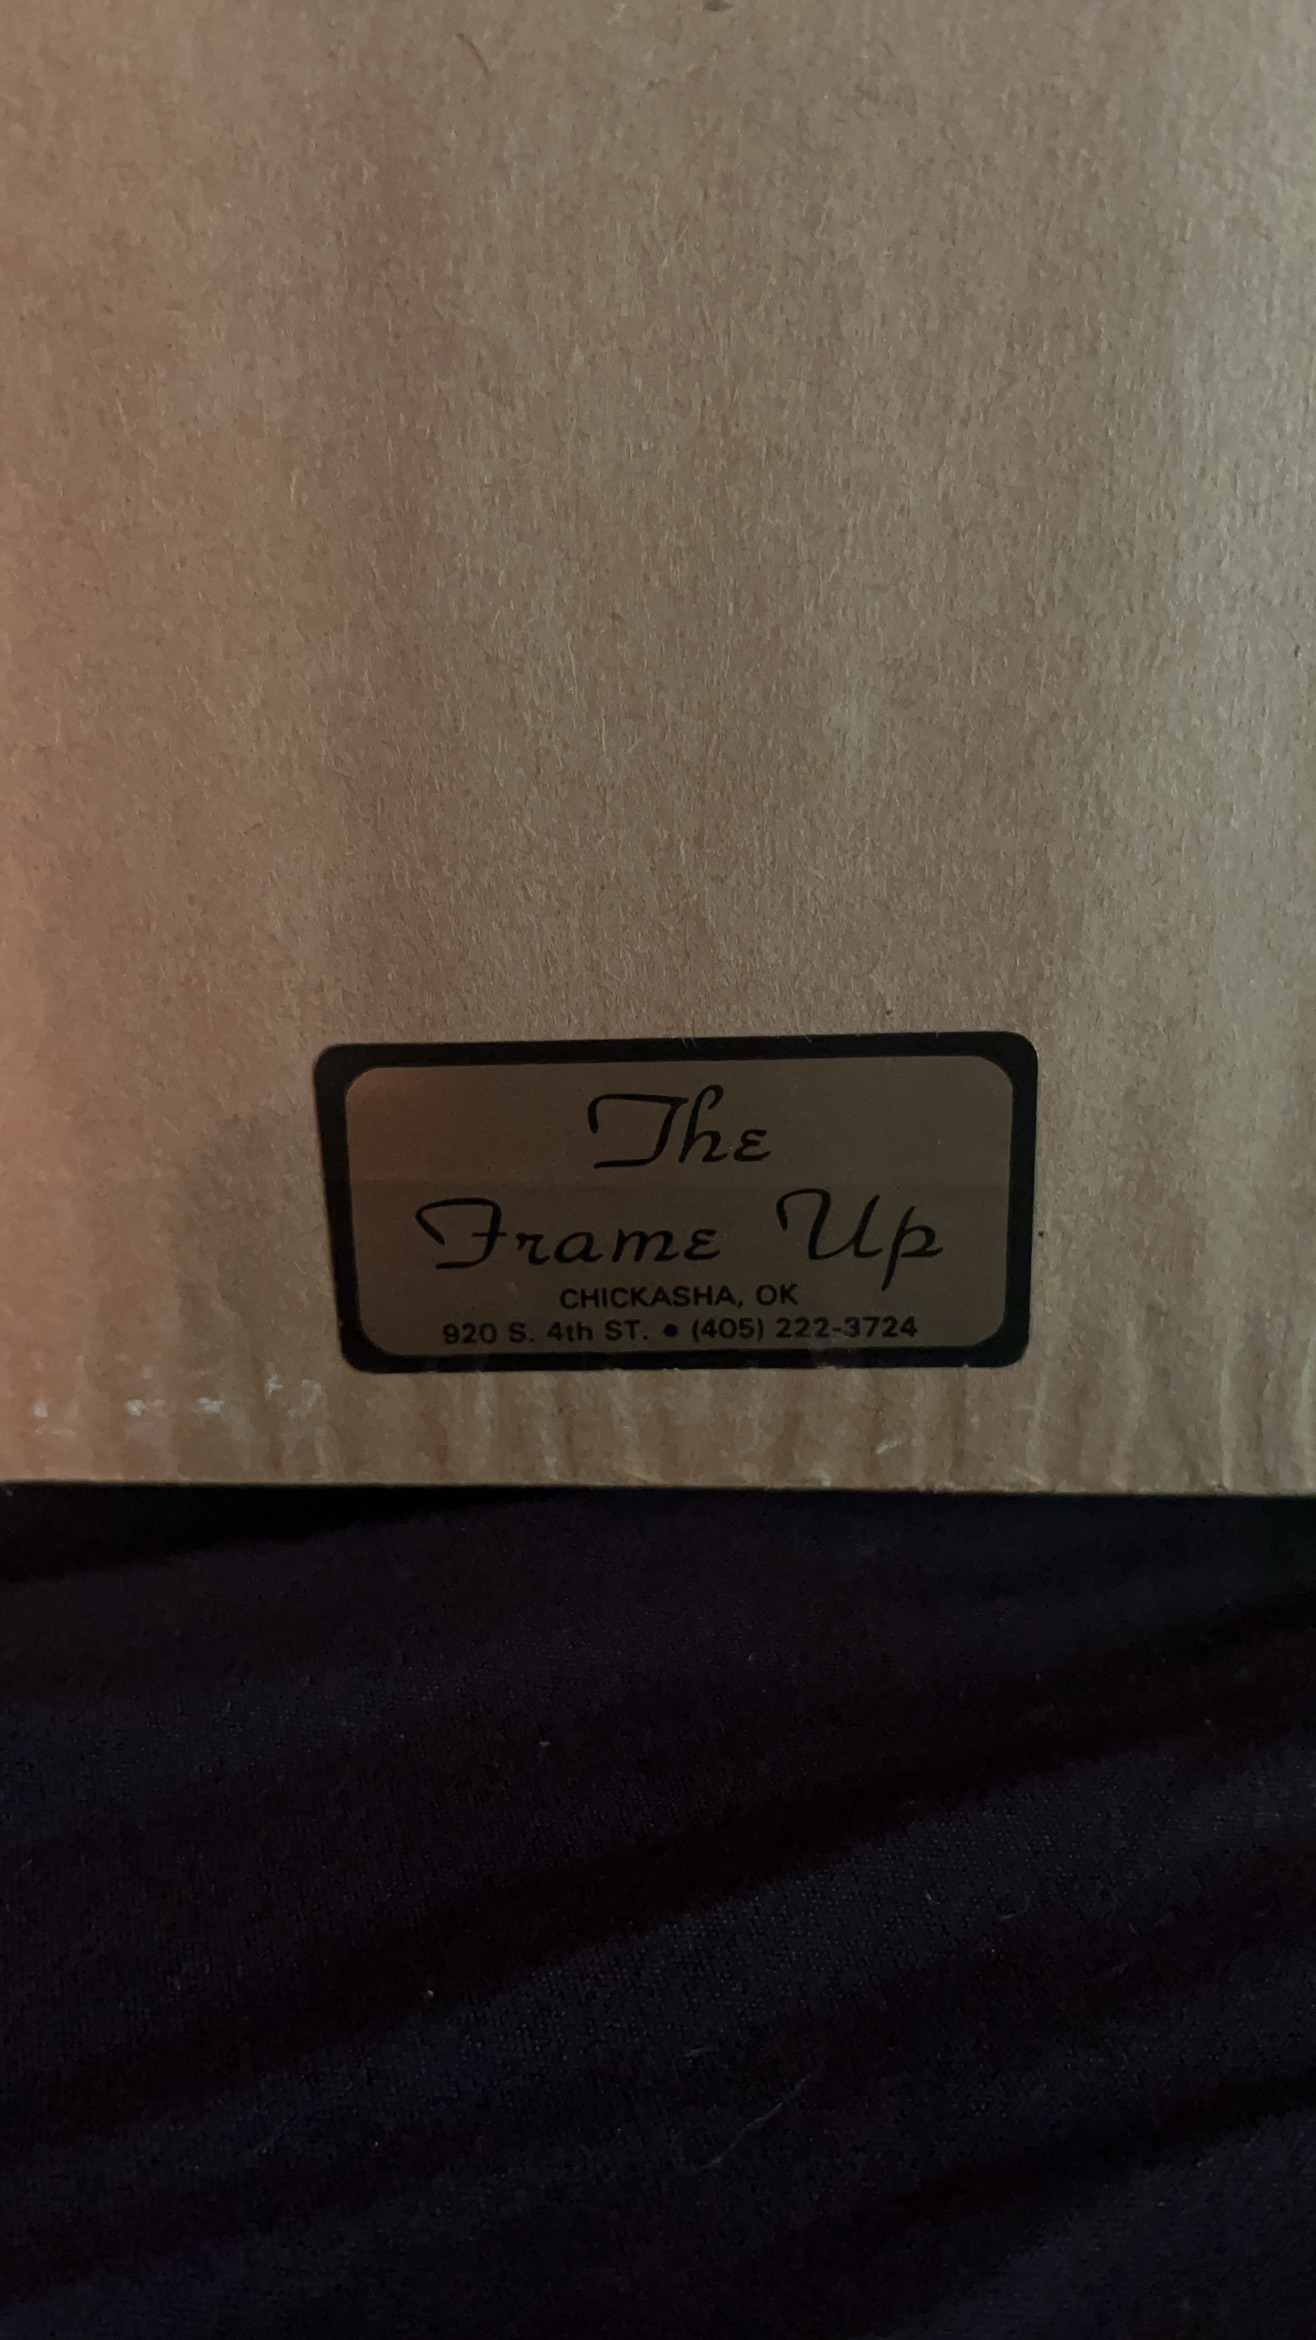 The
Frame Up
CHICKASHA, OK
920 S. 4th ST. • (405) 222-3724